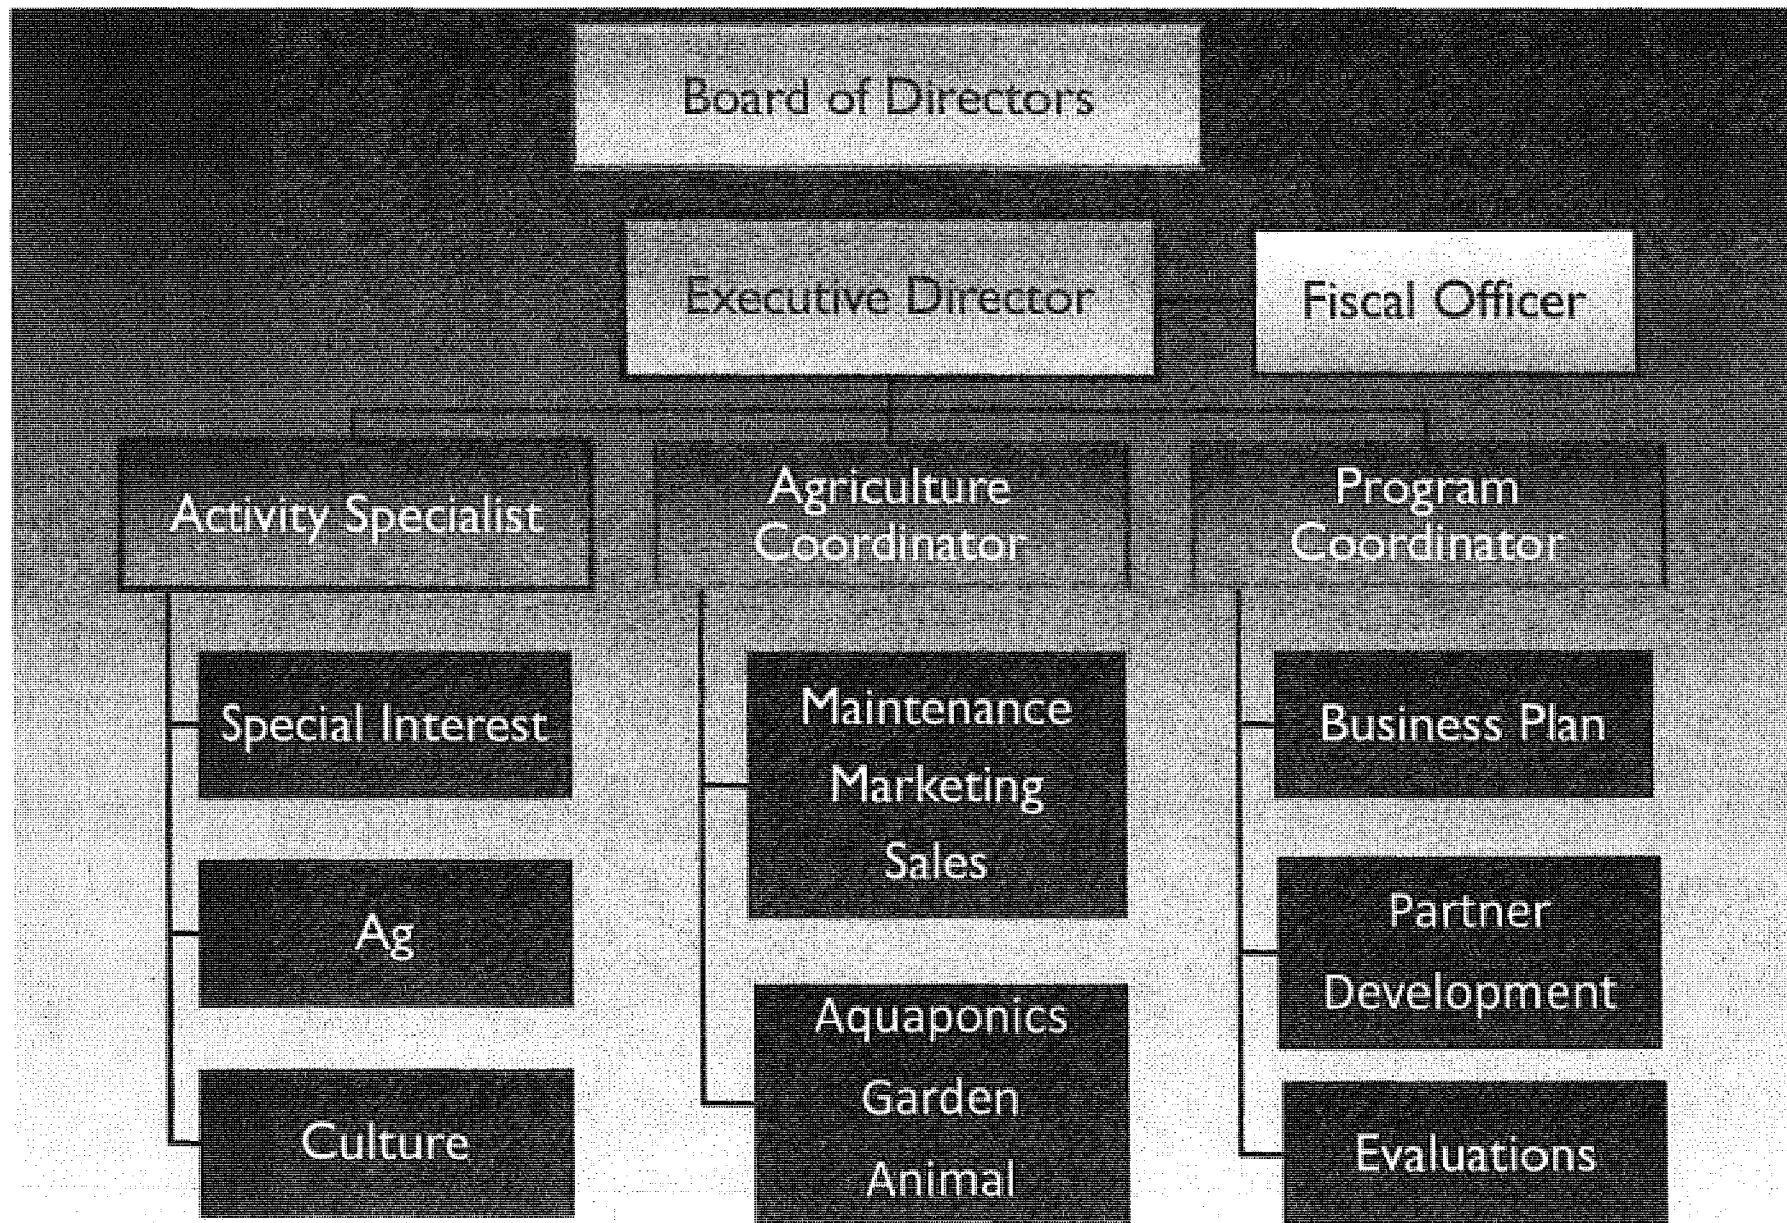 Board of Directors
Executive Director
Fiscal Officer
Activity Specialist
Agriculture
Coordinator
Program
Coordinator
Special Interest
Ag
Culture
Maintenance
Marketing
Sales
Aquaponics
Garden
Animal
Business Plan
Partner
Development
Evaluations